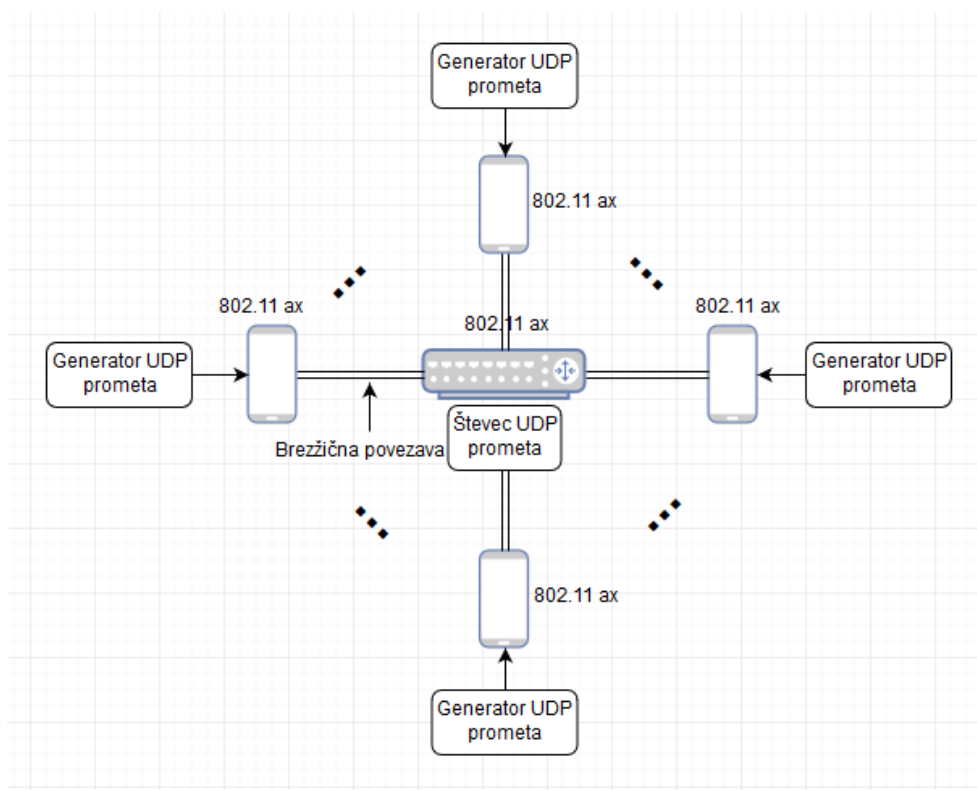 Generator UDP
prometa
802.11 ax
802.11 ax
802.11 ax
802.11 ax
Generator UDP
prometa
Generator UDP
prometa
Števec UDP
prometa
Brezžična povezava
802.11 ax
Generator UDP
prometa